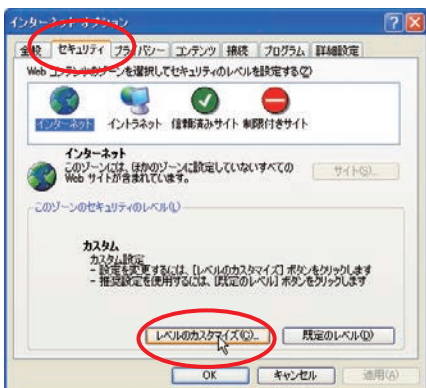 インターネット オプション
全般 セキュリティ プライバシー コンテンツ 接続 プログラム 詳細設定
Web コンテンツのゾーンを選択してセキュリティのレベルを設定する(Z)
インターネット イントラネット 信頼済みサイト 制限付きサイト
インターネット
このゾーンには、ほかのゾーンに設定していないすべての
Web サイトが含まれています。
サイト(S)...
このゾーンのセキュリティのレベル(L)
カスタム
カスタム設定
- 設定を変更するには、[レベルのカスタマイズ] ボタンをクリックします
- 推奨設定を使用するには、[既定のレベル] ボタンをクリックします
レベルのカスタマイズ(C)... 既定のレベル(D)
OK キャンセル 適用(A)